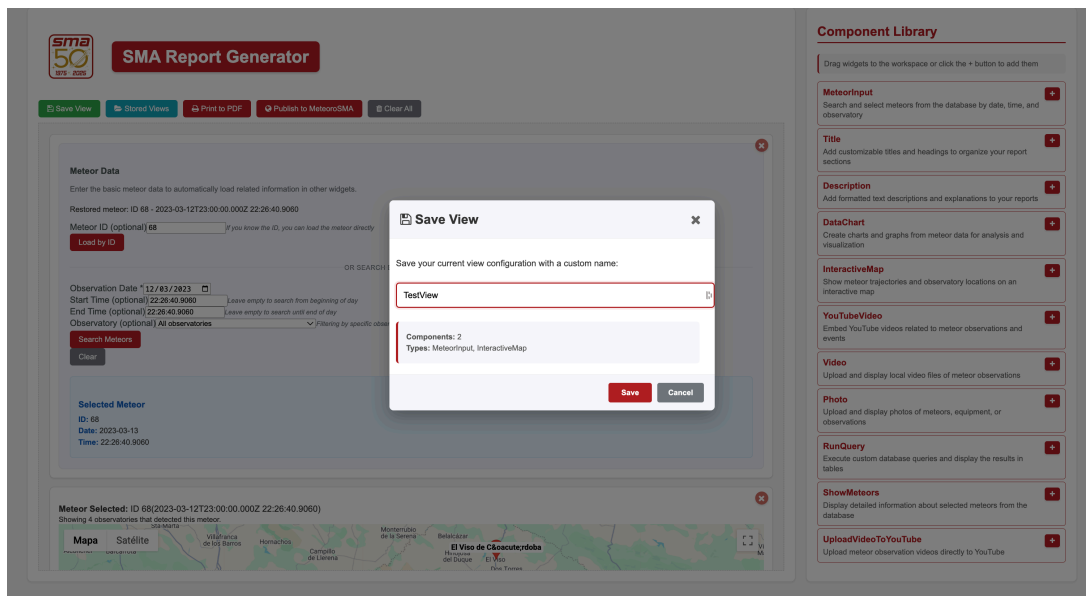 sma
50
1975 - 2025
SMA Report Generator
Save View
Stored Views
Print to PDF
Publish to MeteoroSMA
Clear All
Meteor Data
Enter the basic meteor data to automatically load related information in other widgets.
Restored meteor: ID 68 - 2023-03-12T23:00:00.000Z 22:26:40.9060
Meteor ID (optional) 68 If you know the ID, you can load the meteor directly
Load by ID
OR SEARCH
Observation Date * 12/03/2023
Start Time (optional) 22:26:40.9060 Leave empty to search from beginning of day
End Time (optional) 22:26:40.9060 Leave empty to search until end of day
Observatory (optional) All observatories Filtering by specific obser
Search Meteors
Clear
Selected Meteor
ID: 68
Date: 2023-03-13
Time: 22:26:40.9060
Meteor Selected: ID 68(2023-03-12T23:00:00.000Z 22:26:40.9060)
Showing 4 observatories that detected this meteor.
Mapa
Satélite
Sta Marta
Villafranca
de los Barros
Hornachos
Campillo
de Llerena
Monterrubio
de la Serena
Belalcázar
El Viso de C&oacute;rdoba
Hinojosa
del Duque
El Viso
Dos Torres
Save View
Save your current view configuration with a custom name:
TestView
Components: 2
Types: MeteorInput, InteractiveMap
Save
Cancel
Component Library
Drag widgets to the workspace or click the + button to add them
MeteorInput
Search and select meteors from the database by date, time, and
observatory
Title
Add customizable titles and headings to organize your report
sections
Description
Add formatted text descriptions and explanations to your reports
DataChart
Create charts and graphs from meteor data for analysis and
visualization
InteractiveMap
Show meteor trajectories and observatory locations on an
interactive map
YouTubeVideo
Embed YouTube videos related to meteor observations and
events
Video
Upload and display local video files of meteor observations
Photo
Upload and display photos of meteors, equipment, or
observations
RunQuery
Execute custom database queries and display the results in
tables
ShowMeteors
Display detailed information about selected meteors from the
database
UploadVideoToYouTube
Upload meteor observation videos directly to YouTube